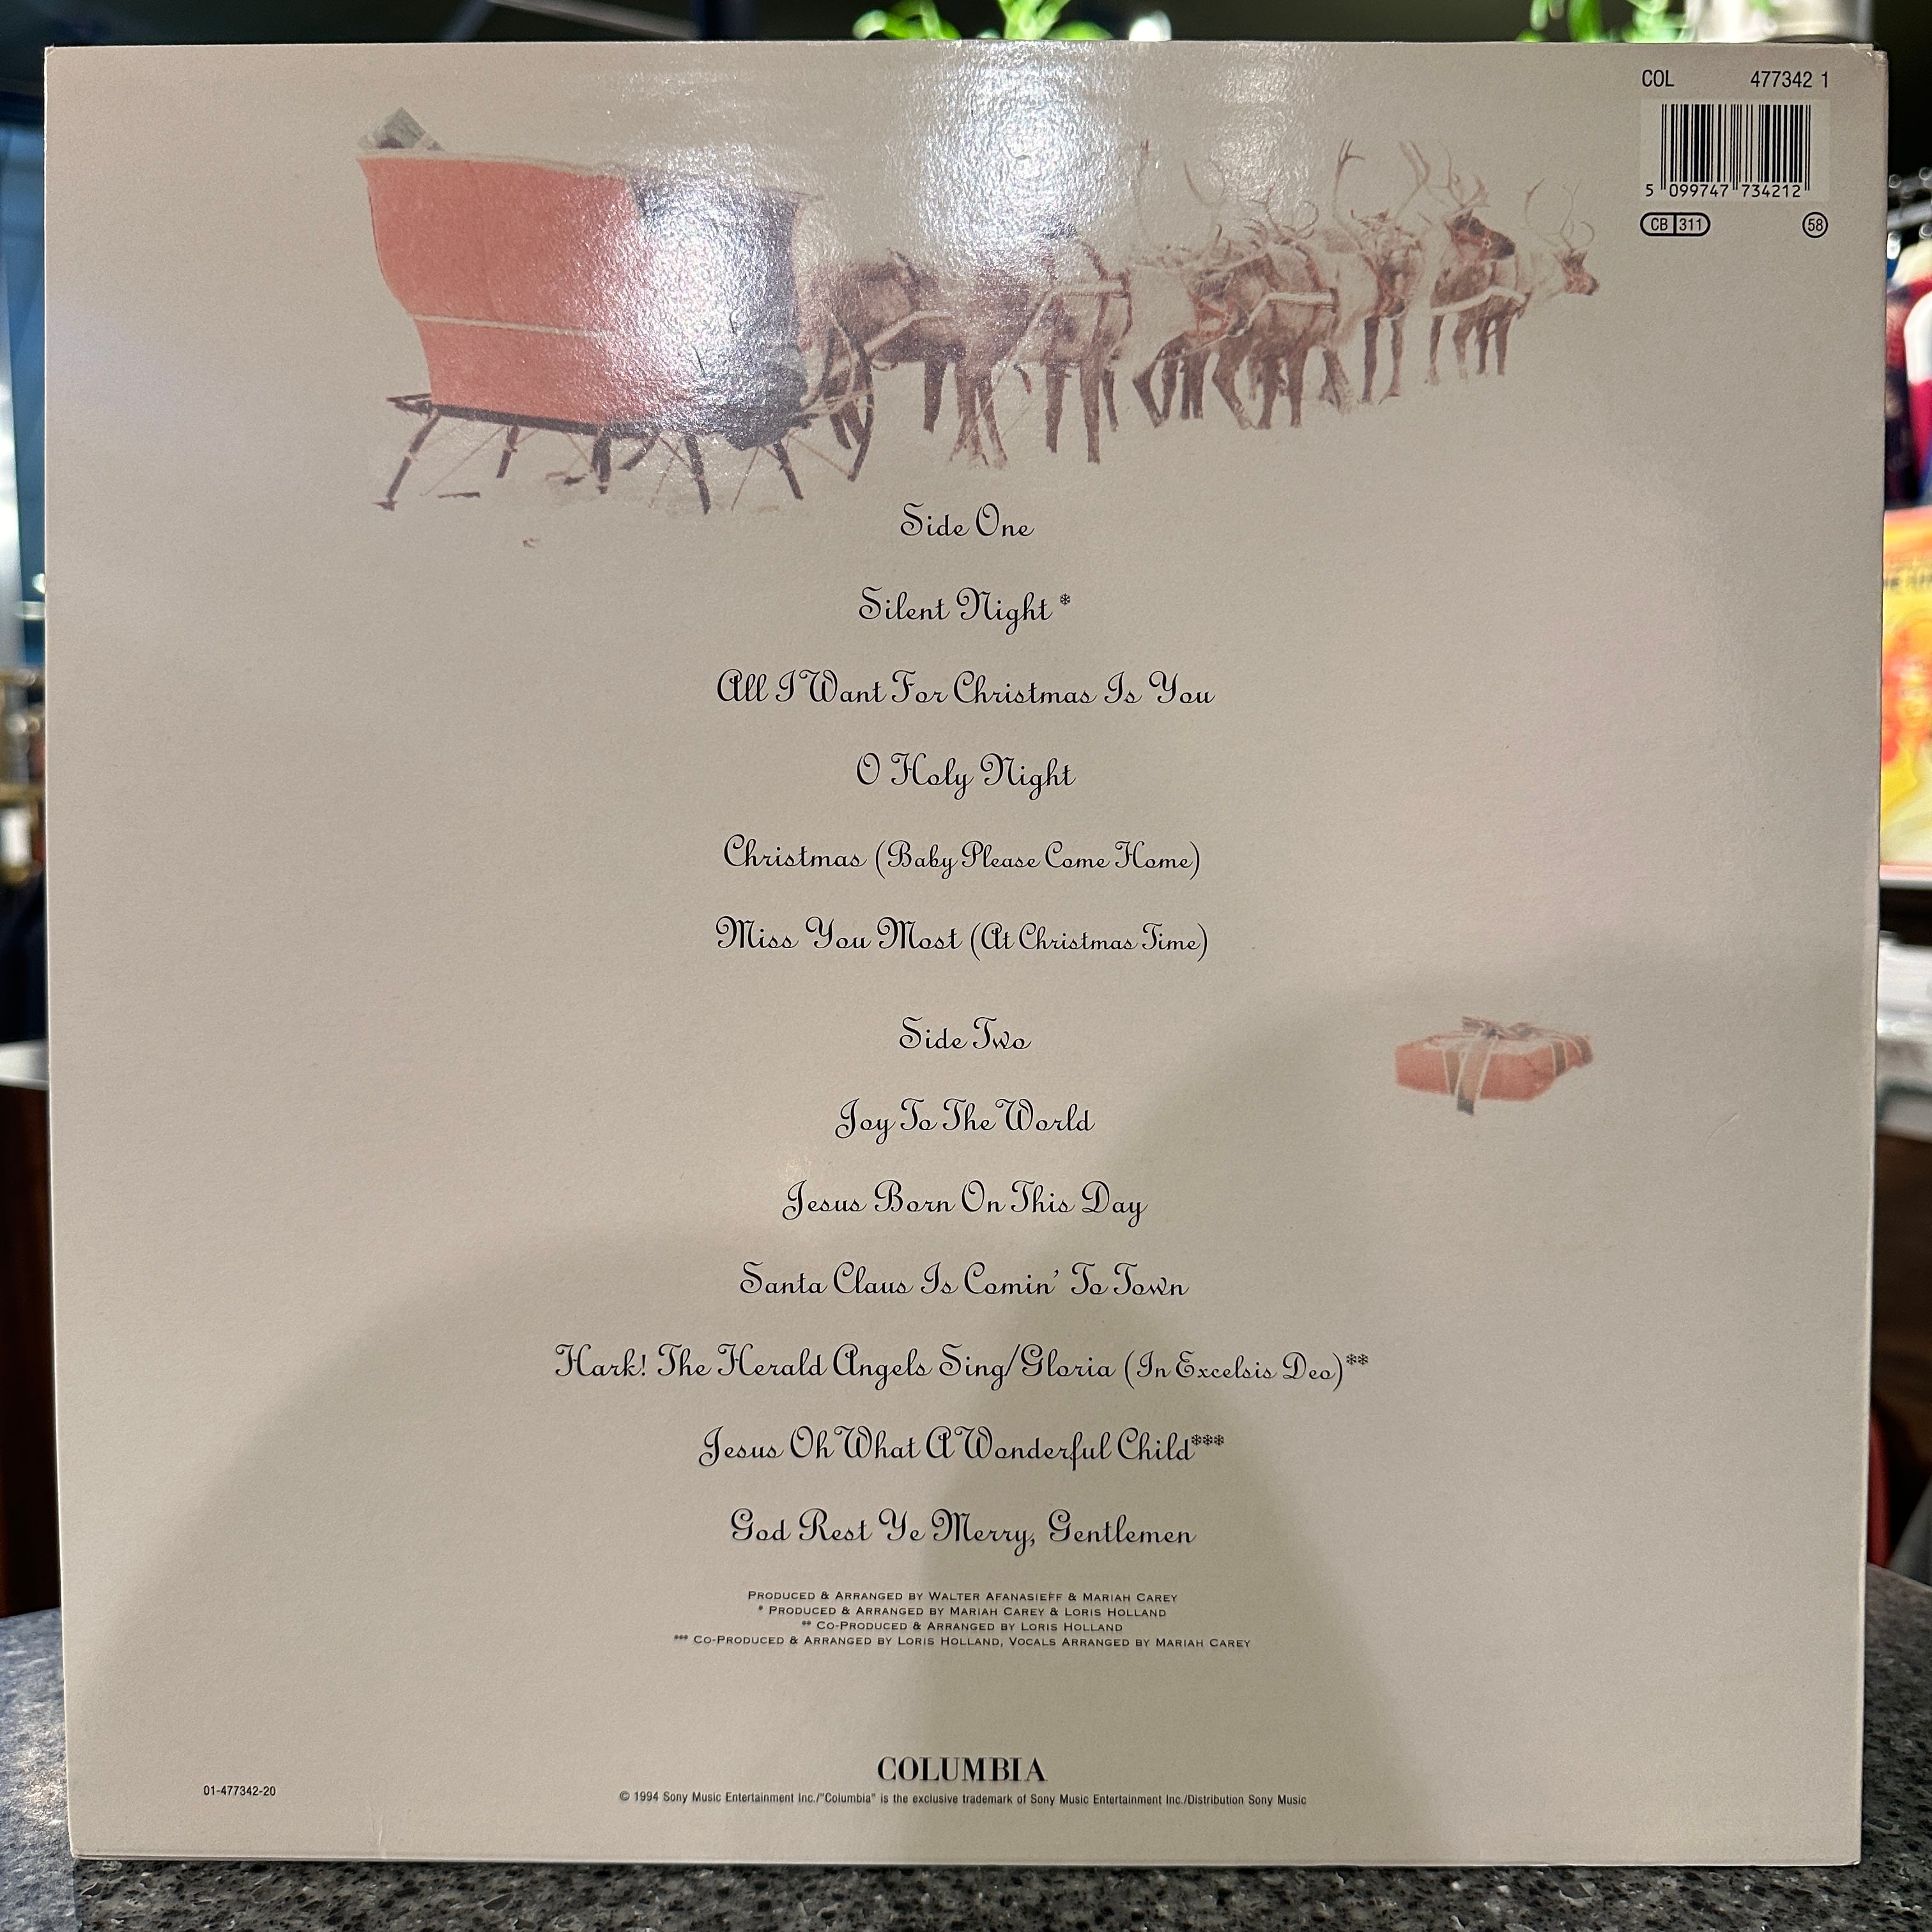 COL 477342 1
5 099747 734212
CB 311 58
Side One
Silent Night *
All I Want For Christmas Is You
O Holy Night
Christmas (Baby Please Come Home)
Miss You Most (At Christmas Time)
Side Two
Joy To The World
Jesus Born On This Day
Santa Claus Is Comin' To Town
Hark! The Herald Angels Sing/Gloria (In Excelsis Deo)**
Jesus Oh What A Wonderful Child***
God Rest Ye Merry, Gentlemen
PRODUCED & ARRANGED BY WALTER AFANASIEFF & MARIAH CAREY
* PRODUCED & ARRANGED BY MARIAH CAREY & LORIS HOLLAND
** CO-PRODUCED & ARRANGED BY LORIS HOLLAND
*** CO-PRODUCED & ARRANGED BY LORIS HOLLAND, VOCALS ARRANGED BY MARIAH CAREY
COLUMBIA
01-477342-20
© 1994 Sony Music Entertainment Inc./"Columbia" is the exclusive trademark of Sony Music Entertainment Inc./Distribution Sony Music